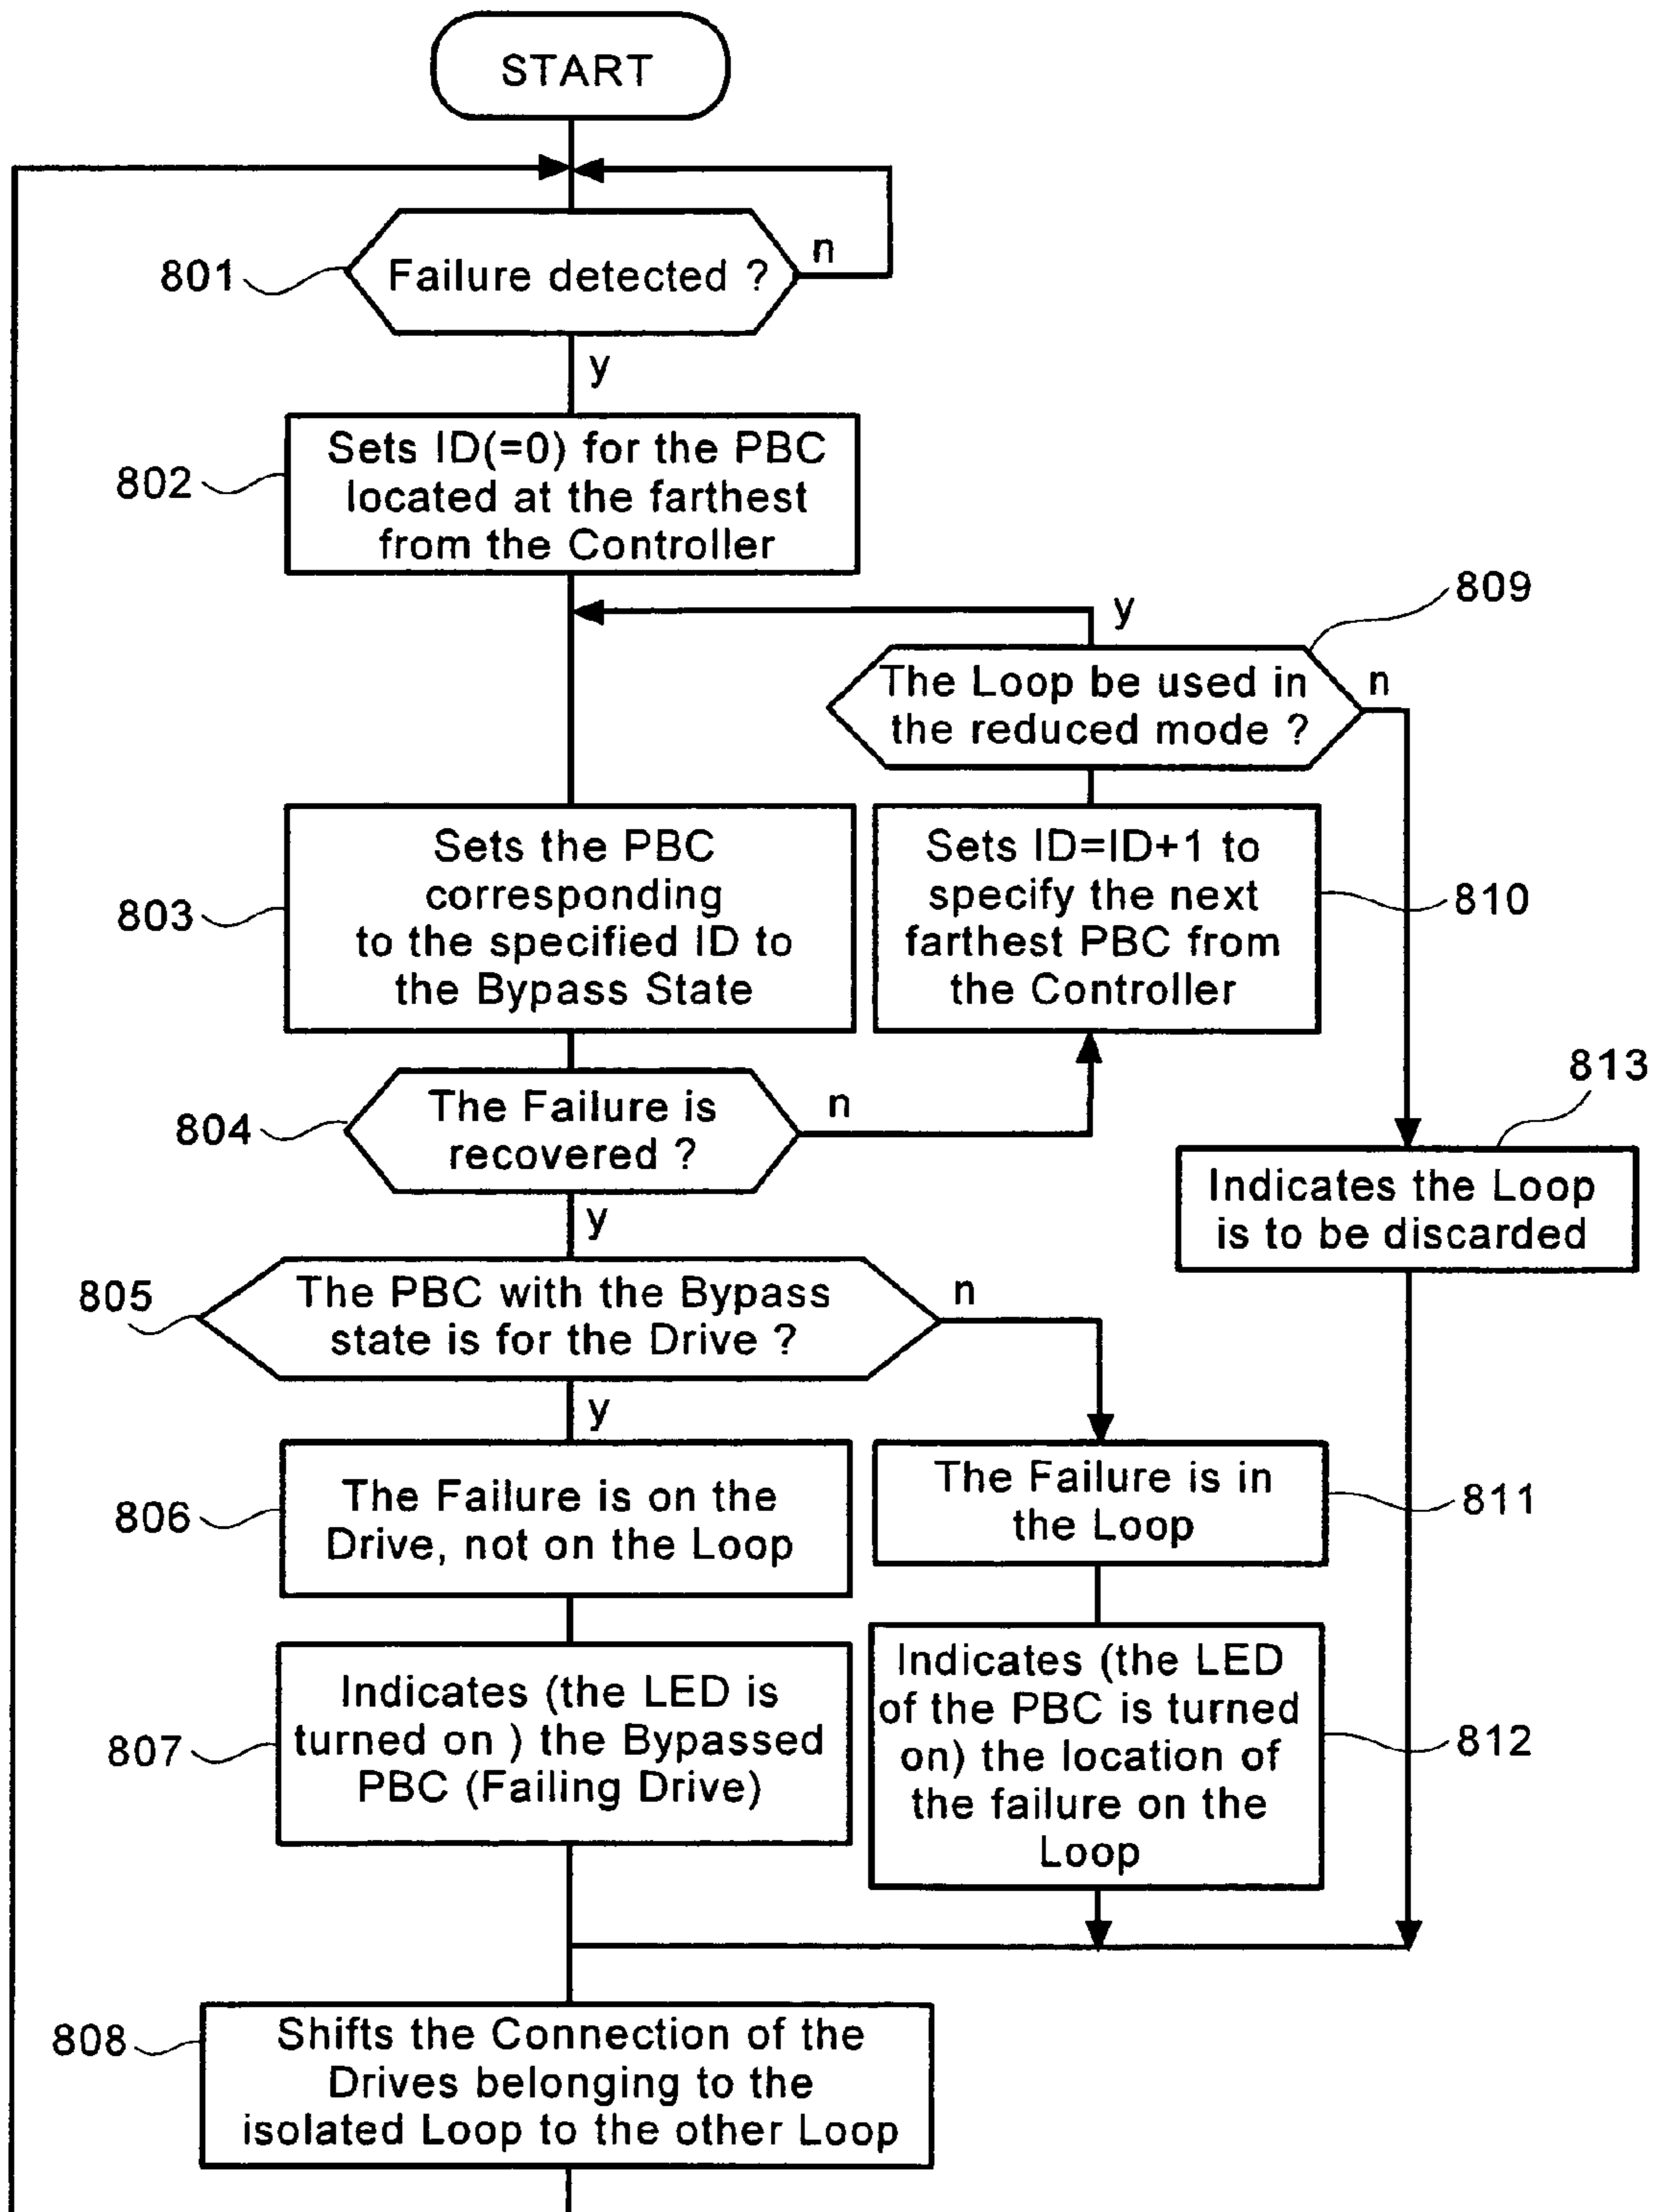 START
801
Failure detected ?
n
y
802
Sets ID(=0) for the PBC
located at the farthest
from the Controller
809
y
The Loop be used in
the reduced mode ?
n
803
Sets the PBC
corresponding
to the specified ID to
the Bypass State
Sets ID=ID+1 to
specify the next
farthest PBC from
the Controller
810
804
The Failure is
recovered ?
n
y
813
Indicates the Loop
is to be discarded
805
The PBC with the Bypass
state is for the Drive ?
n
y
806
The Failure is on the
Drive, not on the Loop
The Failure is in
the Loop
811
807
Indicates (the LED is
turned on ) the Bypassed
PBC (Failing Drive)
Indicates (the LED
of the PBC is turned
on) the location of
the failure on the
Loop
812
808
Shifts the Connection of the
Drives belonging to the
isolated Loop to the other Loop